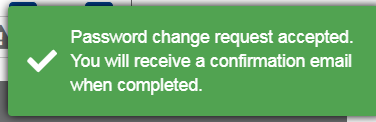 Password change request accepted.
You will receive a confirmation email
when completed.